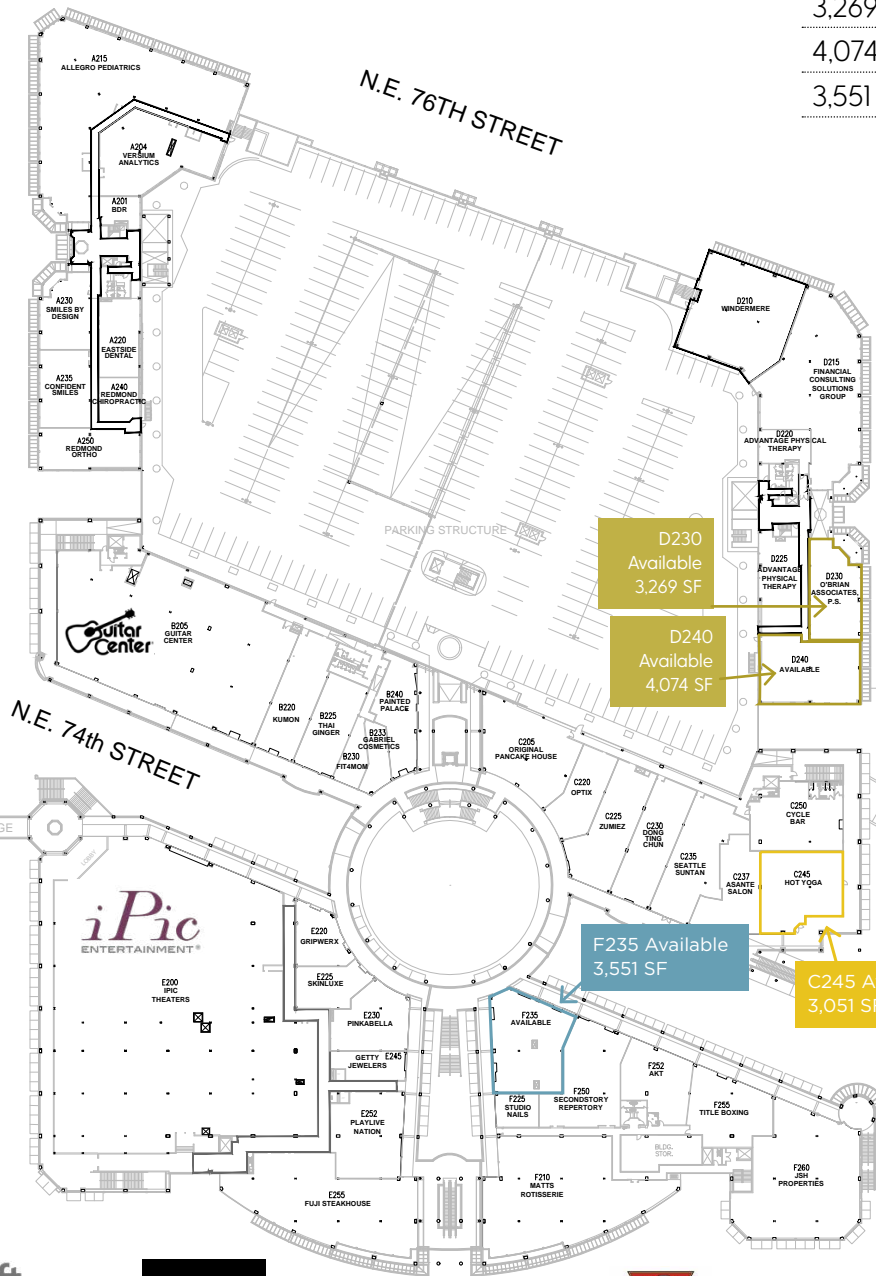 3,269
4,074
3,551
N.E. 76TH STREET
A215
ALLEGRO PEDIATRICS
A204
VERSIUM
ANALYTICS
A201
BDR
A230
SMILES BY
DESIGN
A220
EASTSIDE
DENTAL
A235
CONFIDENT
SMILES
A240
REDMOND
CHIROPRACTIC
A250
REDMOND
ORTHO
D210
WINDERMERE
D215
FINANCIAL
CONSULTING
SOLUTIONS
GROUP
D220
ADVANTAGE PHYSICAL
THERAPY
PARKING STRUCTURE
D230
Available
3,269 SF
D225
ADVANTAGE
PHYSICAL
THERAPY
D230
O'BRIAN
ASSOCIATES,
P.S.
D240
Available
4,074 SF
D240
AVAILABLE
Guitar
Center
B205
GUITAR
CENTER
B220
KUMON
B225
THAI
GINGER
B240
PAINTED
PALACE
B233
GABRIEL
COSMETICS
B230
FIT4MOM
N.E. 74th STREET
C205
ORIGINAL
PANCAKE HOUSE
C220
OPTIX
C225
ZUMIEZ
C230
DONG
TING
CHUN
C235
SEATTLE
SUNTAN
C237
ASANTE
SALON
C250
CYCLE
BAR
C245
HOT YOGA
GE
LOBBY
iPic
ENTERTAINMENT®
E200
IPIC
THEATERS
E220
GRIPWERX
E225
SKINLUXE
E230
PINKABELLA
GETTY
JEWELERS
E245
E252
PLAYLIVE
NATION
E255
FUJI STEAKHOUSE
F235 Available
3,551 SF
C245 A
3,051 SF
F235
AVAILABLE
F225
STUDIO
NAILS
F250
SECONDSTORY
REPERTORY
F252
AKT
F255
TITLE BOXING
BLDG.
STOR.
F210
MATTS
ROTISSERIE
F260
JSH
PROPERTIES